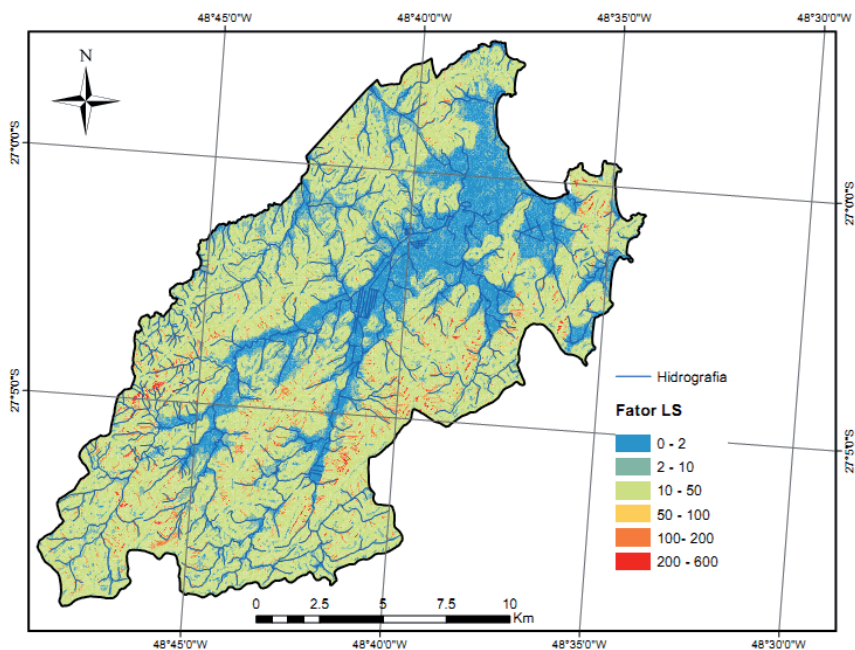 48°45'0"W 48°40'0"W 48°35'0"W 48°30'0"W
N
27°0'0"S
27°0'0"S
27°5'0"S
27°5'0"S
Hidrografia
Fator LS
0 - 2
2 - 10
10 - 50
50 - 100
100- 200
200 - 600
0 2.5 5 7.5 10
Km
48°45'0"W 48°40'0"W 48°35'0"W 48°30'0"W